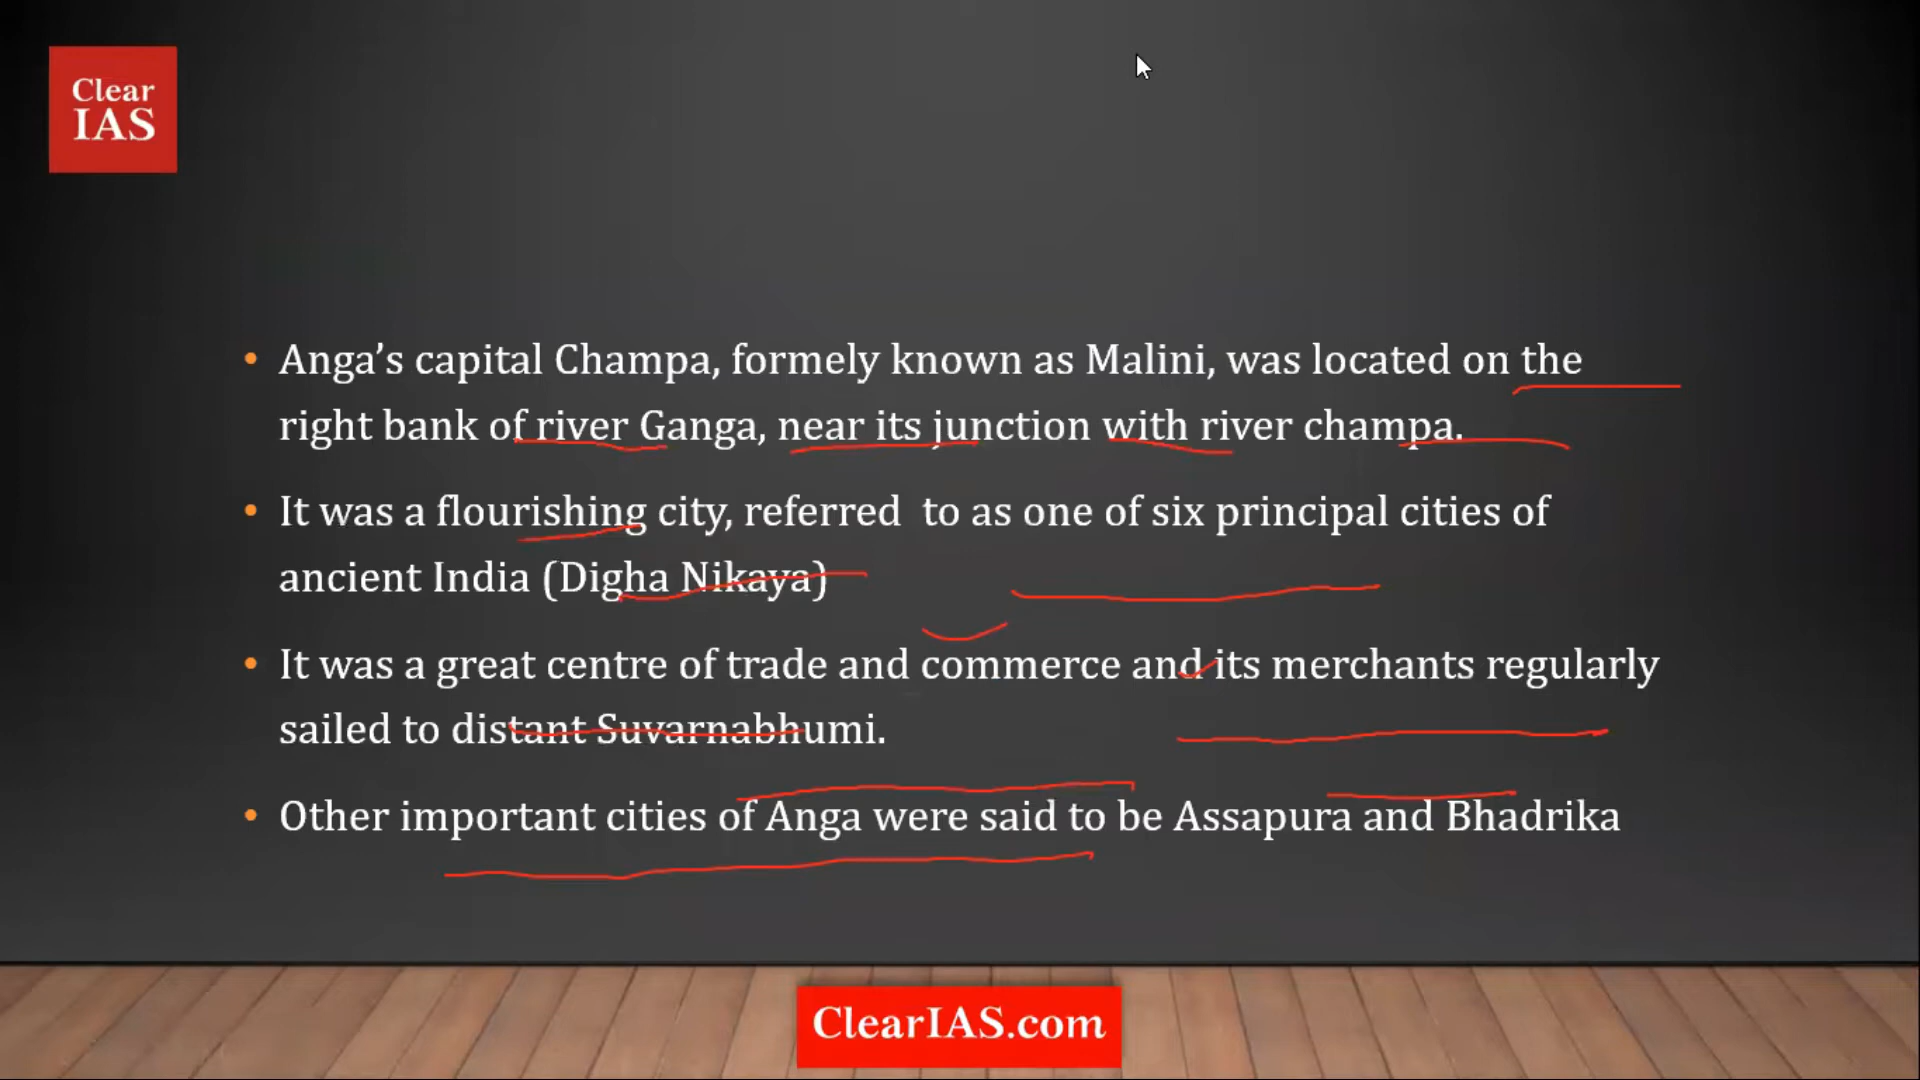 Clear
IAS
• Anga’s capital Champa, formely known as Malini, was located on the
right bank of river Ganga, near its junction with river champa.
• It was a flourishing city, referred to as one of six principal cities of
ancient India (Digha Nikaya)
• It was a great centre of trade and commerce and its merchants regularly
sailed to distant Suvarnabhumi.
• Other important cities of Anga were said to be Assapura and Bhadrika
ClearIAS.com